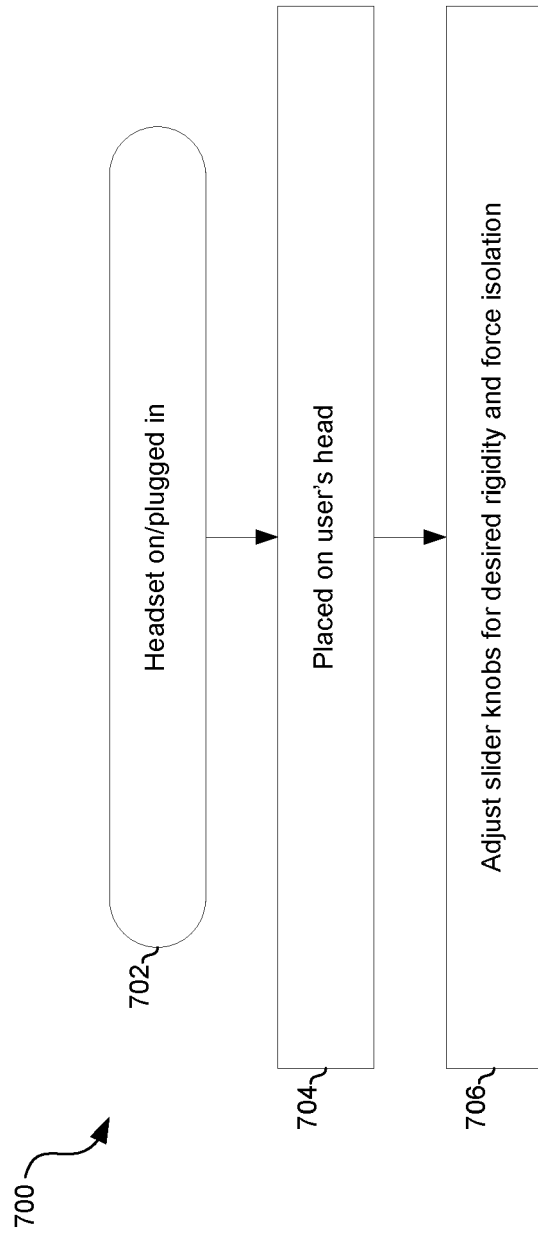 700
702
Headset on/plugged in
704
Placed on user's head
706
Adjust slider knobs for desired rigidity and force isolation